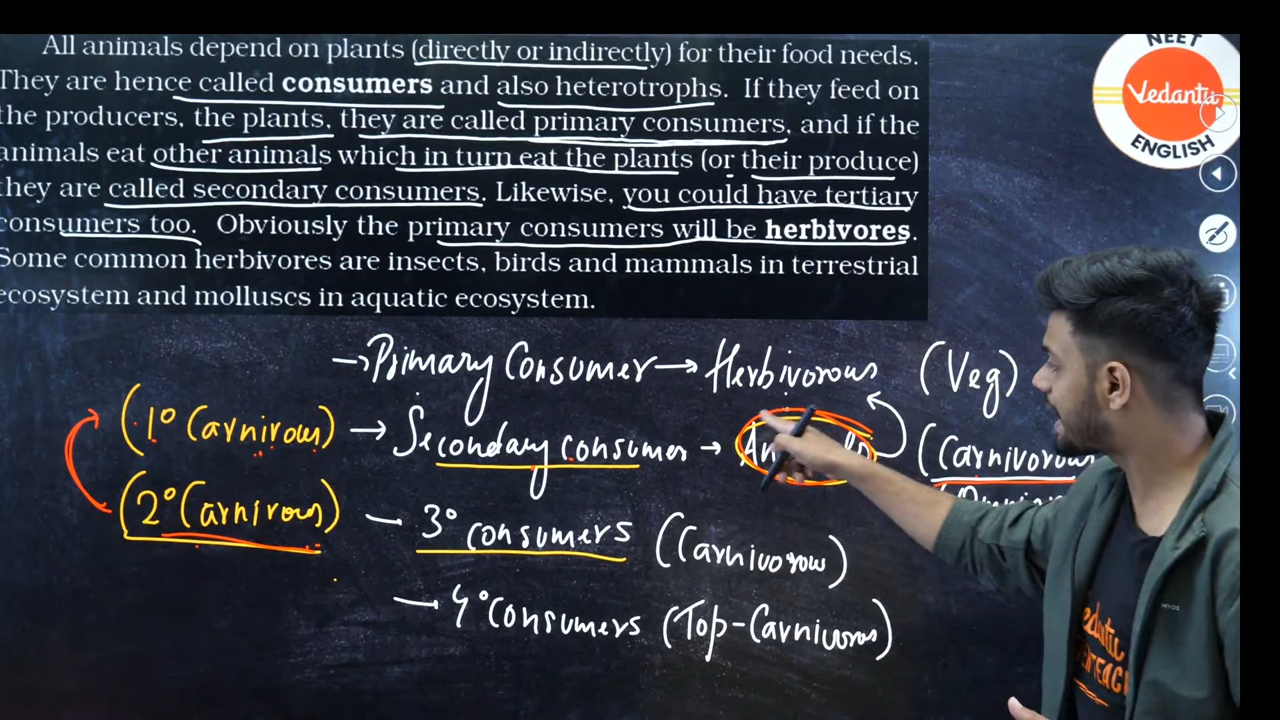 All animals depend on plants (directly or indirectly) for their food needs.
They are hence called consumers and also heterotrophs. If they feed on
the producers, the plants, they are called primary consumers, and if the
animals eat other animals which in turn eat the plants (or their produce)
they are called secondary consumers. Likewise, you could have tertiary
consumers too. Obviously the primary consumers will be herbivores.
Some common herbivores are insects, birds and mammals in terrestrial
ecosystem and molluscs in aquatic ecosystem.
NEET
Vedantu
ENGLISH
→ Primary Consumer → Herbivorous (Veg)
(1° Carnirous) → Secondary consumer → (Carnivorous
(2° Carnirous) — 3° consumers (Carnivorow)
— 4° Consumers (Top-Carnivoros)